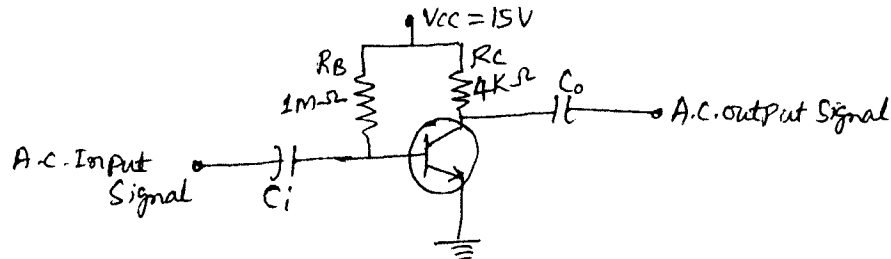 VCC = 15V
RB
1MΩ
RC
4KΩ
Co
A.C. output Signal
A.C. Input
Signal
Ci